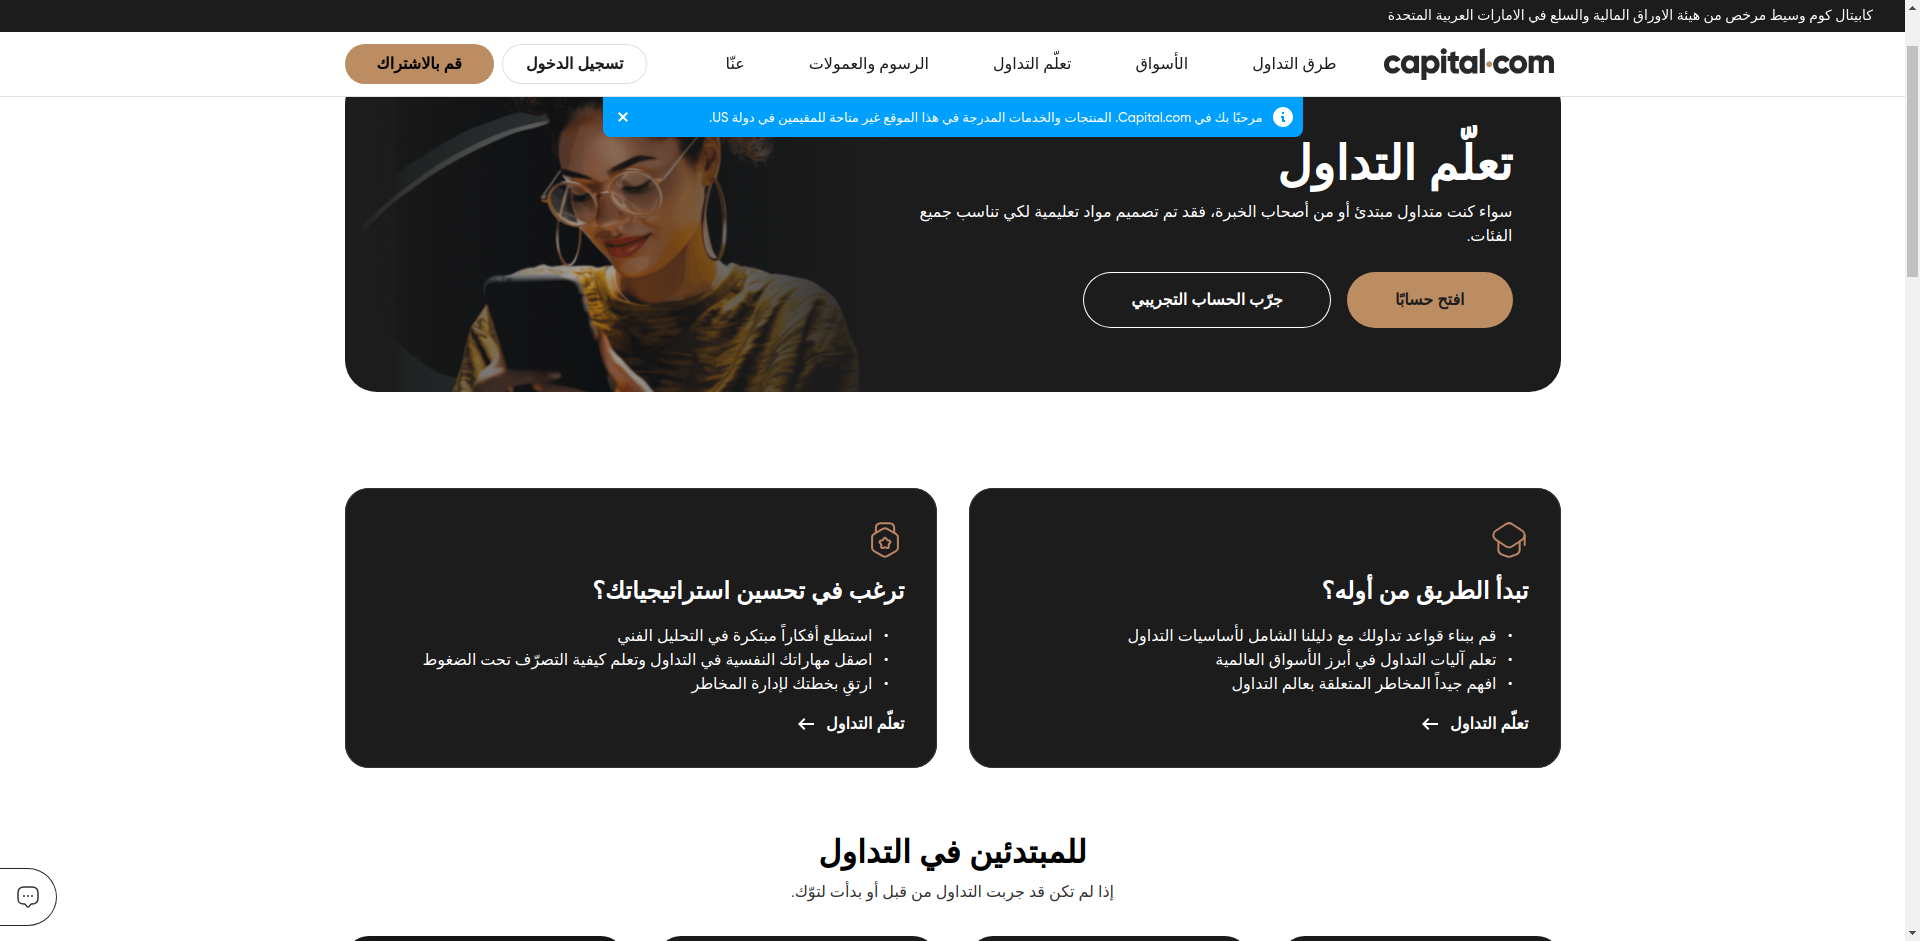 كابيتال كوم وسيط مرخص من هيئة الاوراق المالية والسلع في الامارات العربية المتحدة
capital.com
طرق التداول
الأسواق
تعلّم التداول
الرسوم والعمولات
عنّا
تسجيل الدخول
قم بالاشتراك
مرحبًا بك في Capital.com. المنتجات والخدمات المدرجة في هذا الموقع غير متاحة للمقيمين في دولة US.
تعلّم التداول
سواء كنت متداول مبتدئ أو من أصحاب الخبرة، فقد تم تصميم مواد تعليمية لكي تناسب جميع
الفئات.
افتح حسابًا
جرّب الحساب التجريبي
تبدأ الطريق من أوله؟
• قم ببناء قواعد تداولك مع دليلنا الشامل لأساسيات التداول
• تعلم آليات التداول في أبرز الأسواق العالمية
• افهم جيداً المخاطر المتعلقة بعالم التداول
تعلّم التداول
ترغب في تحسين استراتيجياتك؟
• استطلع أفكاراً مبتكرة في التحليل الفني
• اصقل مهاراتك النفسية في التداول وتعلم كيفية التصرّف تحت الضغوط
• ارتقِ بخطتك لإدارة المخاطر
تعلّم التداول
للمبتدئين في التداول
إذا لم تكن قد جربت التداول من قبل أو بدأت لتوّك.